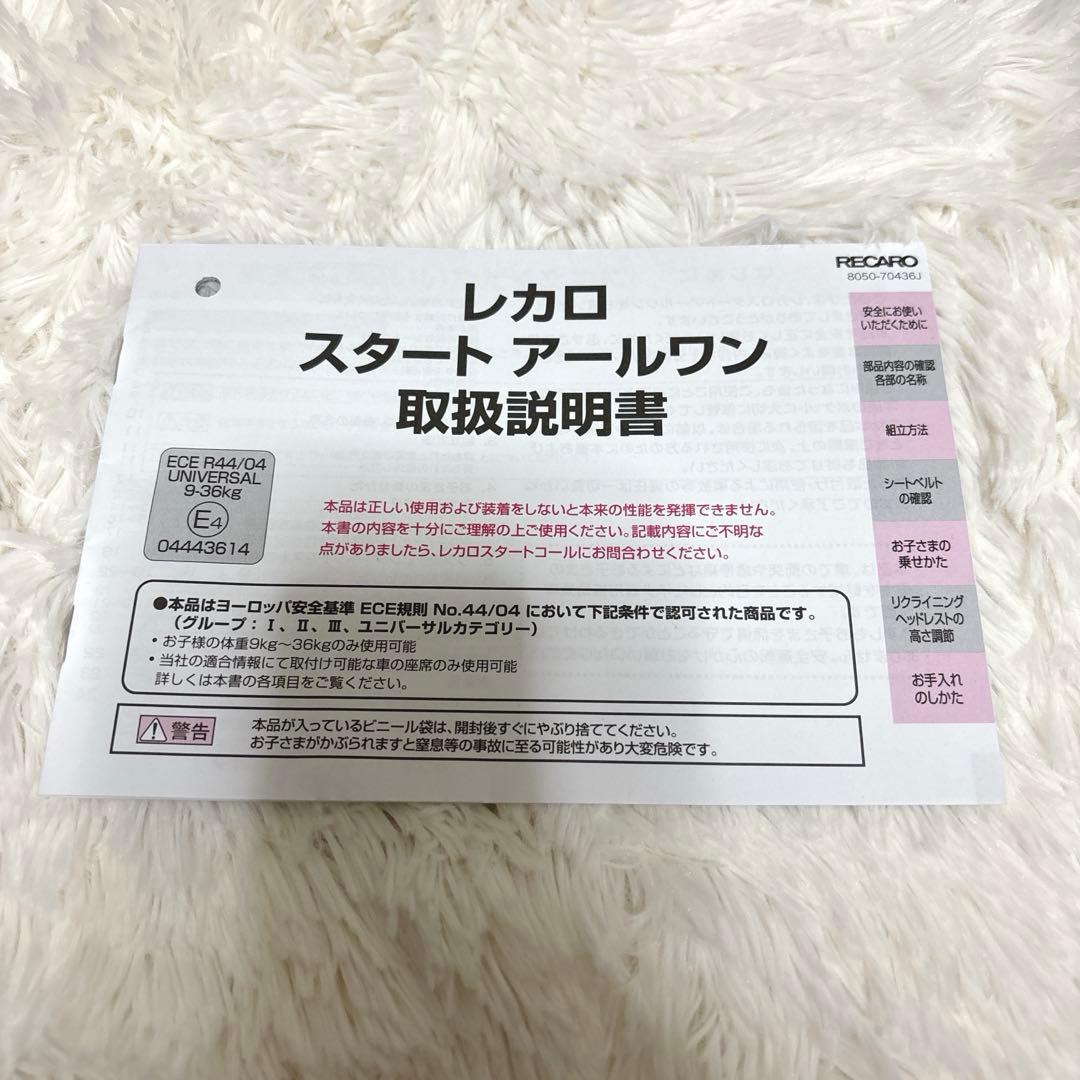 RECARO
8050-70436J
レカロ
スタート アールワン
取扱説明書
ECE R44/04
UNIVERSAL
9-36kg
E4
04443614
本品は正しい使用および装着をしないと本来の性能を発揮できません。
本書の内容を十分にご理解の上ご使用ください。記載内容にご不明な
点がありましたら、レカロスタートコールにお問合わせください。
●本品はヨーロッパ安全基準 ECE規則 No.44/04 において下記条件で認可された商品です。
（グループ：Ⅰ、Ⅱ、Ⅲ、ユニバーサルカテゴリー）
・お子様の体重9kg～36kgのみ使用可能
・当社の適合情報にて取付け可能な車の座席のみ使用可能
詳しくは本書の各項目をご覧ください。
警告
本品が入っているビニール袋は、開封後すぐにやぶり捨ててください。
お子さまがかぶられますと窒息等の事故に至る可能性があり大変危険です。
安全にお使い
いただくために
部品内容の確認
各部の名称
組立方法
シートベルト
の確認
お子さまの
乗せかた
リクライニング
ヘッドレストの
高さ調節
お手入れ
のしかた